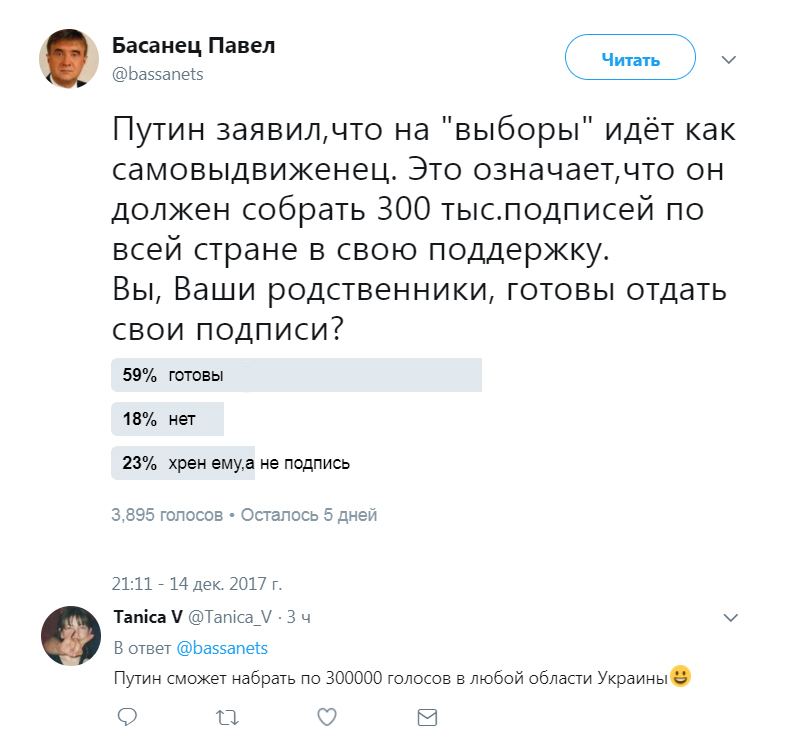 Басанец Павел
@bassanets
Читать
Путин заявил,что на "выборы" идёт как
самовыдвиженец. Это означает,что он
должен собрать 300 тыс.подписей по
всей стране в свою поддержку.
Вы, Ваши родственники, готовы отдать
свои подписи?
59% готовы
18% нет
23% хрен ему,а не подпись
3,895 голосов • Осталось 5 дней
21:11 - 14 дек. 2017 г.
Tanica V @Tanica_V · 3 ч
В ответ @bassanets
Путин сможет набрать по 300000 голосов в любой области Украины😀